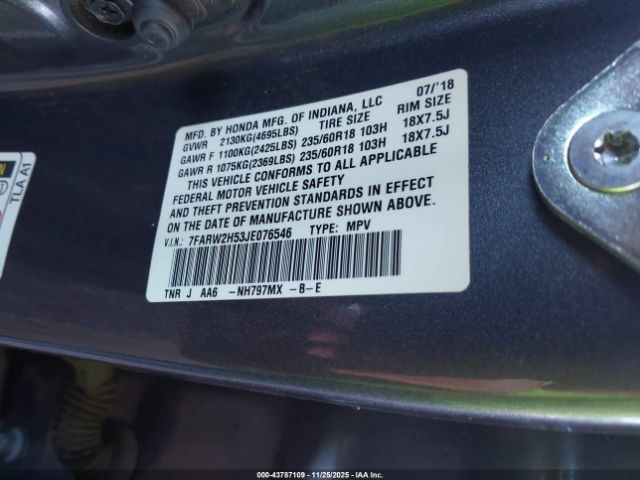 MFD. BY HONDA MFG. OF INDIANA, LLC 07/'18
GVWR 2130KG(4695LBS) TIRE SIZE RIM SIZE
GAWR F 1100KG(2425LBS) 235/60R18 103H 18X7.5J
GAWR R 1075KG(2369LBS) 235/60R18 103H 18X7.5J
THIS VEHICLE CONFORMS TO ALL APPLICABLE
FEDERAL MOTOR VEHICLE SAFETY
AND THEFT PREVENTION STANDARDS IN EFFECT
ON THE DATE OF MANUFACTURE SHOWN ABOVE.
V.I.N.: 7FARW2H53JE076546 TYPE: MPV
TNR J AA6 -NH797MX -B-E
TLA A1
000-43787109 - 11/25/2025 - IAA Inc.